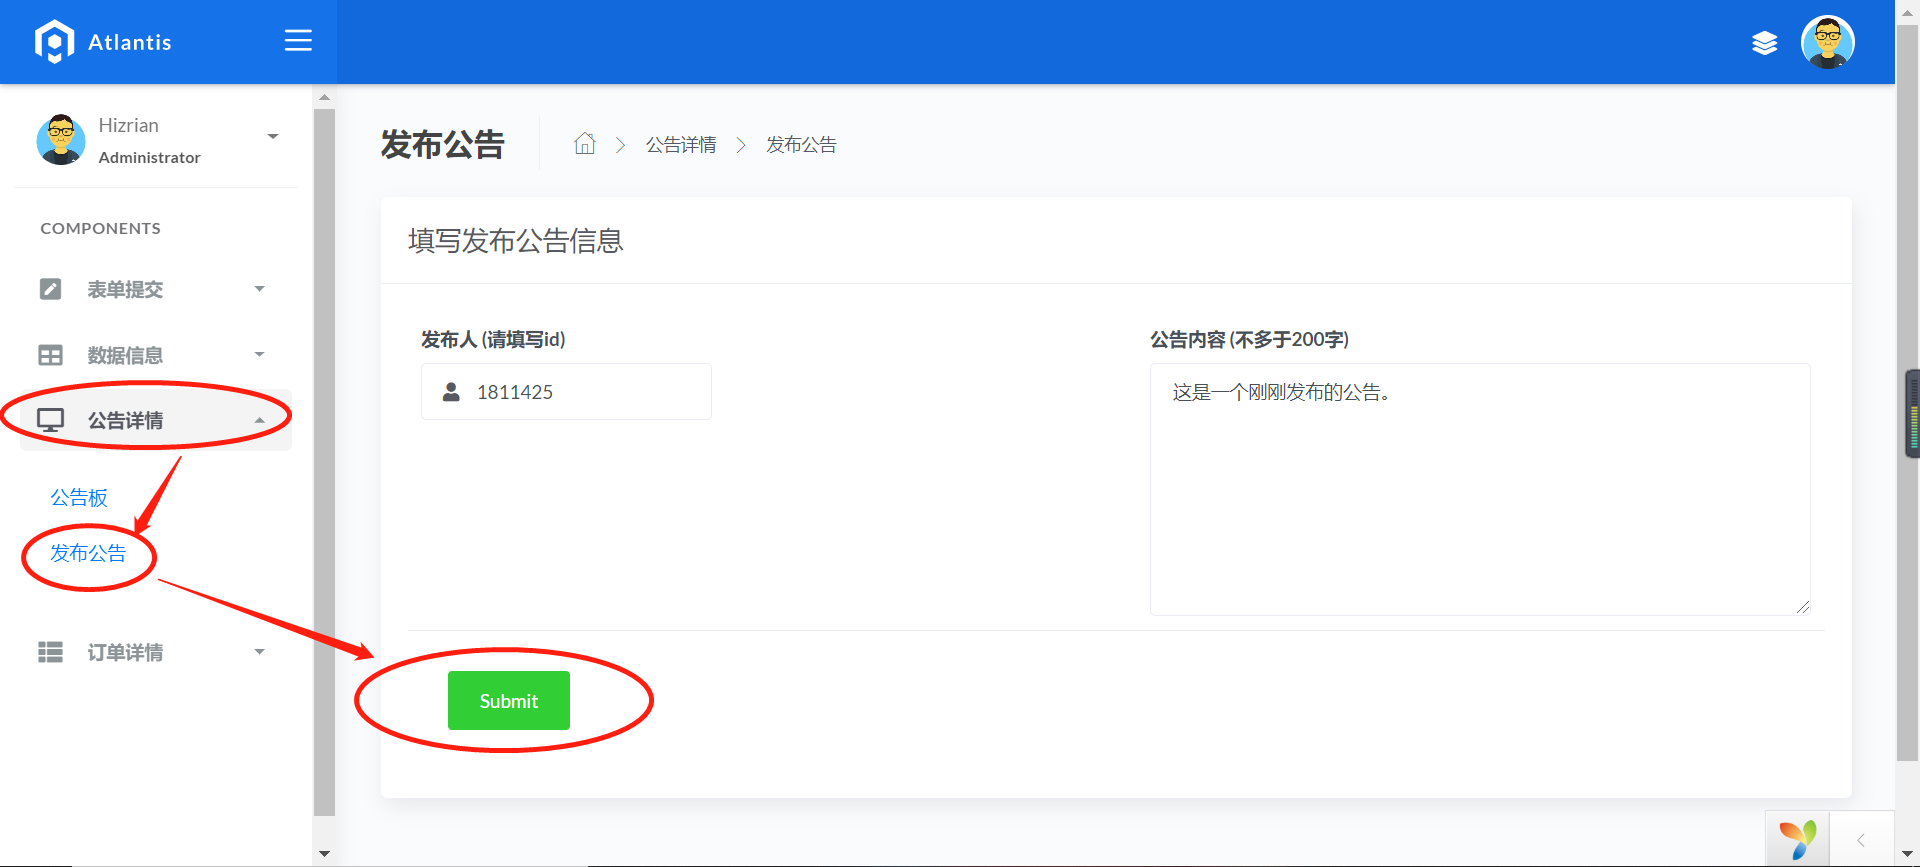 Atlantis
Hizrian
Administrator
COMPONENTS
表单提交
数据信息
公告详情
公告板
发布公告
订单详情
发布公告
公告详情
发布公告
填写发布公告信息
发布人 (请填写id)
1811425
公告内容 (不多于200字)
这是一个刚刚发布的公告。
Submit